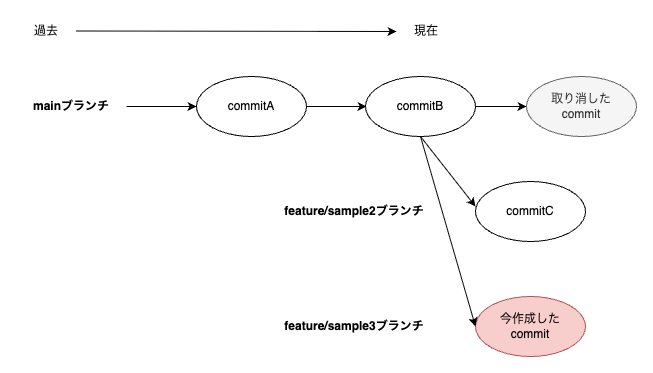 過去
現在
mainブランチ
commitA
commitB
取り消した
commit
feature/sample2ブランチ
commitC
feature/sample3ブランチ
今作成した
commit